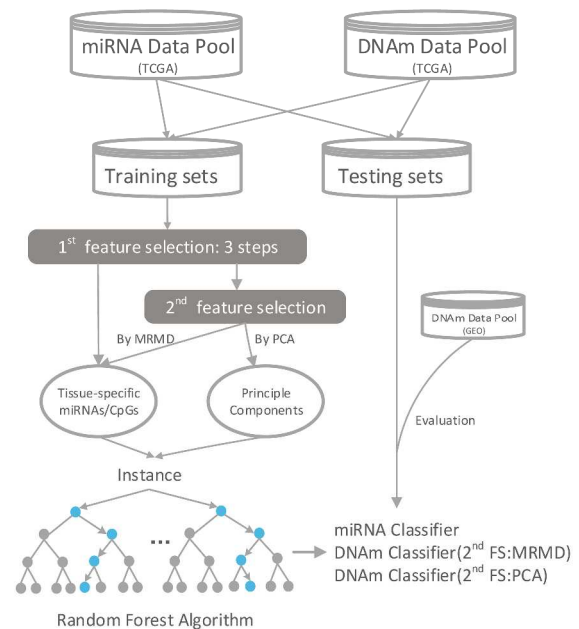 miRNA Data Pool
(TCGA)
DNAm Data Pool
(TCGA)
Training sets
Testing sets
1st feature selection: 3 steps
2nd feature selection
DNAm Data Pool
(GEO)
By MRMD
By PCA
Tissue-specific
miRNAs/CpGs
Principle
Components
Evaluation
Instance
...
miRNA Classifier
DNAm Classifier(2nd FS:MRMD)
DNAm Classifier(2nd FS:PCA)
Random Forest Algorithm